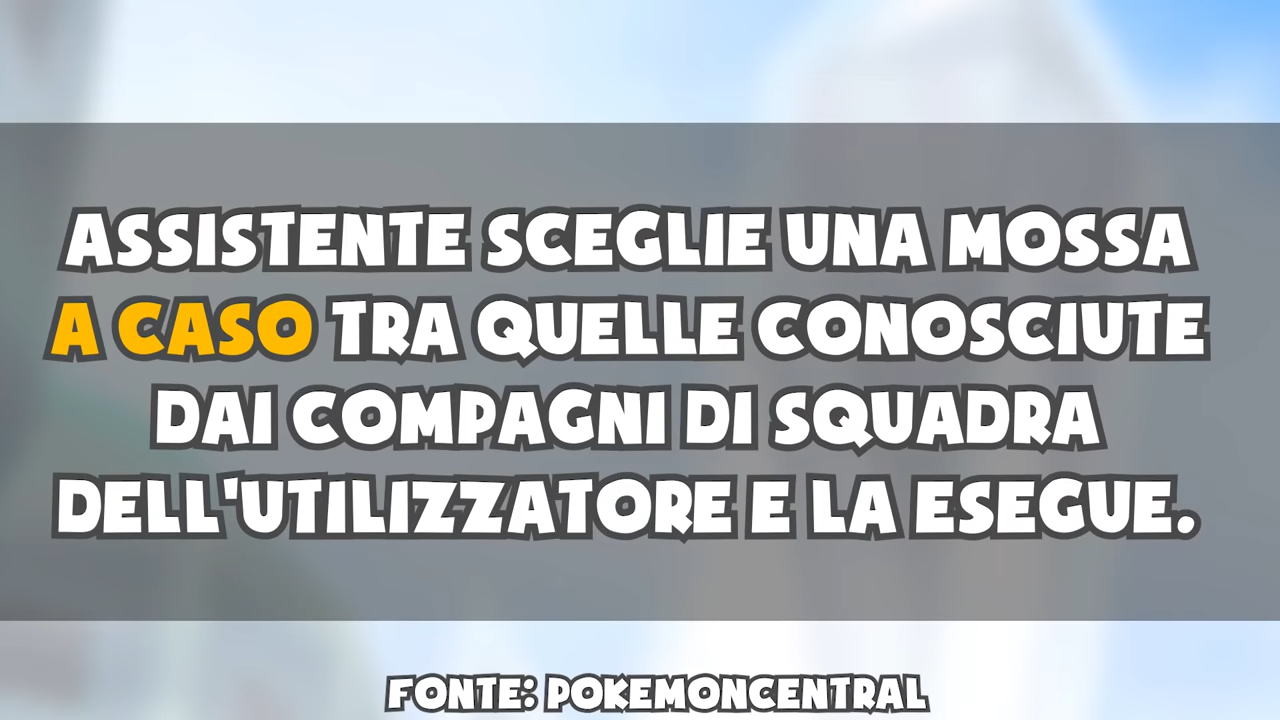 ASSISTENTE SCEGLIE UNA MOSSA
A CASO TRA QUELLE CONOSCIUTE
DAI COMPAGNI DI SQUADRA
DELL'UTILIZZATORE E LA ESEGUE.
FONTE: POKEMONCENTRAL